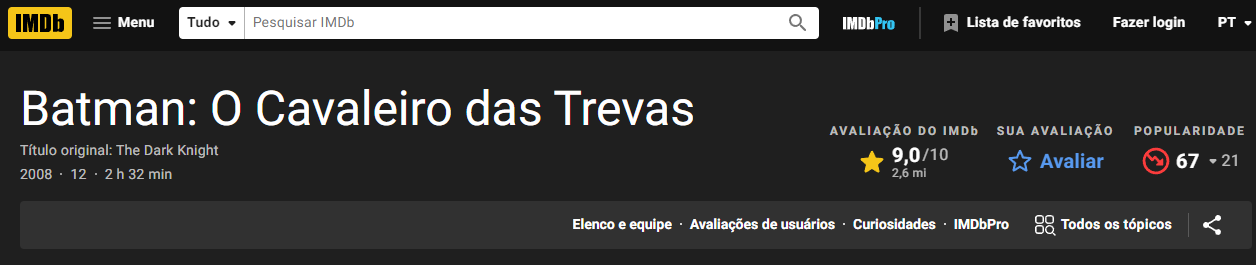 IMDb Menu Tudo Pesquisar IMDb IMDbPro Lista de favoritos Fazer login PT
Batman: O Cavaleiro das Trevas
Título original: The Dark Knight
2008 · 12 · 2 h 32 min
AVALIAÇÃO DO IMDb
9,0/10
2,6 mi
SUA AVALIAÇÃO
Avaliar
POPULARIDADE
67 21
Elenco e equipe · Avaliações de usuários · Curiosidades · IMDbPro Todos os tópicos